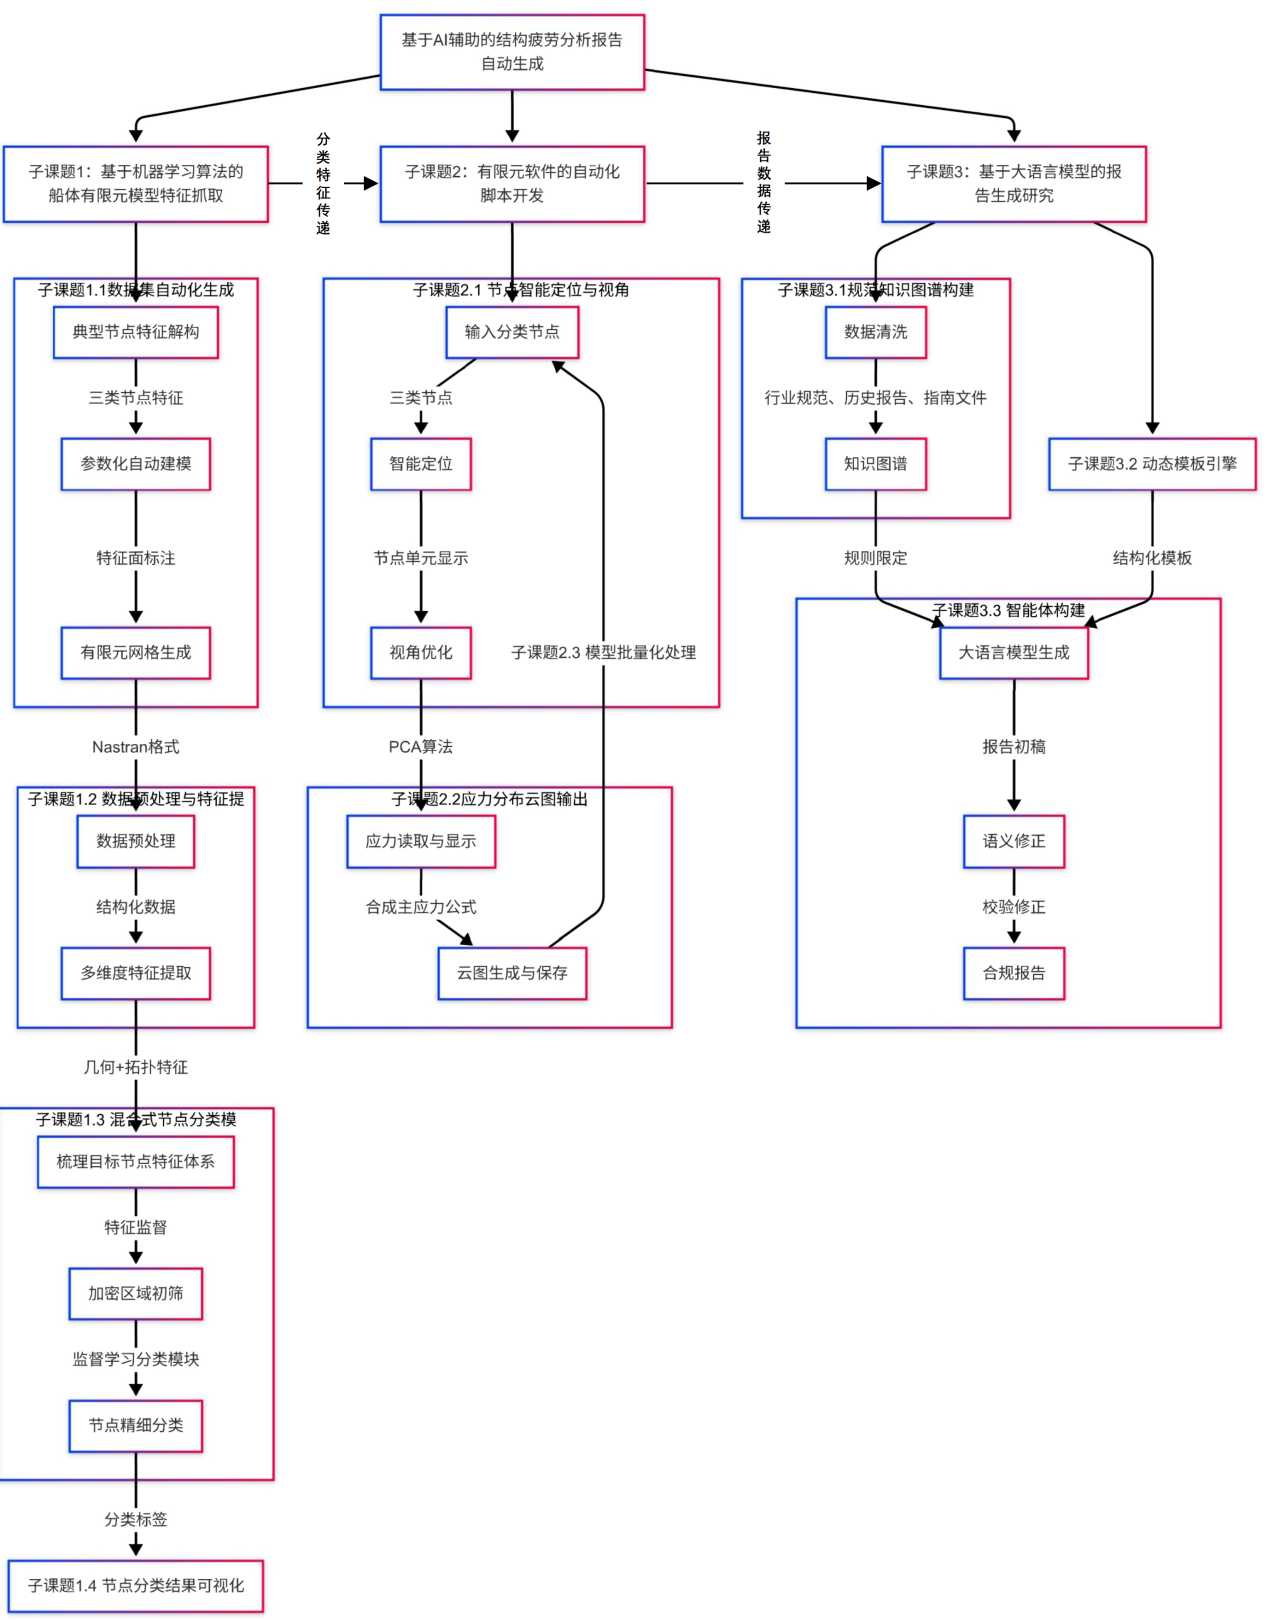 基于AI辅助的结构疲劳分析报告
自动生成
子课题1：基于机器学习算法的
船体有限元模型特征抓取
分类特征传递
子课题2：有限元软件的自动化
脚本开发
报告数据传递
子课题3：基于大语言模型的报
告生成研究
子课题1.1数据集自动化生成
典型节点特征解构
三类节点特征
参数化自动建模
特征面标注
有限元网格生成
Nastran格式
子课题1.2 数据预处理与特征提
数据预处理
结构化数据
多维度特征提取
几何+拓扑特征
子课题1.3 混合式节点分类模
梳理目标节点特征体系
特征监督
加密区域初筛
监督学习分类模块
节点精细分类
分类标签
子课题1.4 节点分类结果可视化
子课题2.1 节点智能定位与视角
输入分类节点
三类节点
智能定位
节点单元显示
视角优化
子课题2.3 模型批量化处理
PCA算法
子课题2.2应力分布云图输出
应力读取与显示
合成主应力公式
云图生成与保存
子课题3.1规范知识图谱构建
数据清洗
行业规范、历史报告、指南文件
知识图谱
子课题3.2 动态模板引擎
规则限定
结构化模板
子课题3.3 智能体构建
大语言模型生成
报告初稿
语义修正
校验修正
合规报告